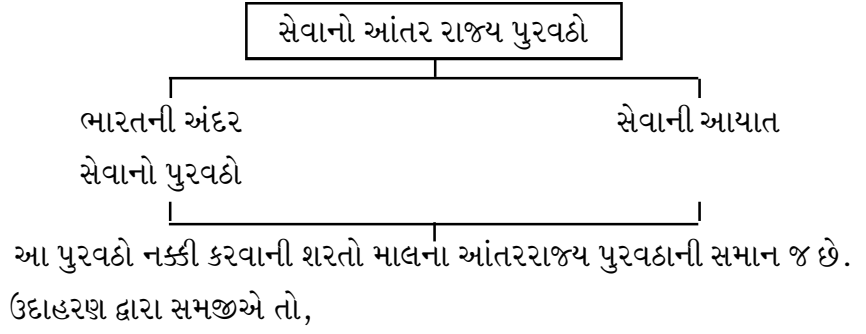 સેવાનો આંતર રાજ્ય પુરવઠો
ભારતની અંદર
સેવાનો પુરવઠો
સેવાની આયાત
આ પુરવઠો નક્કી કરવાની શરતો માલના આંતરરાજ્ય પુરવઠાની સમાન જ છે.
ઉદાહરણ દ્વારા સમજીએ તો,